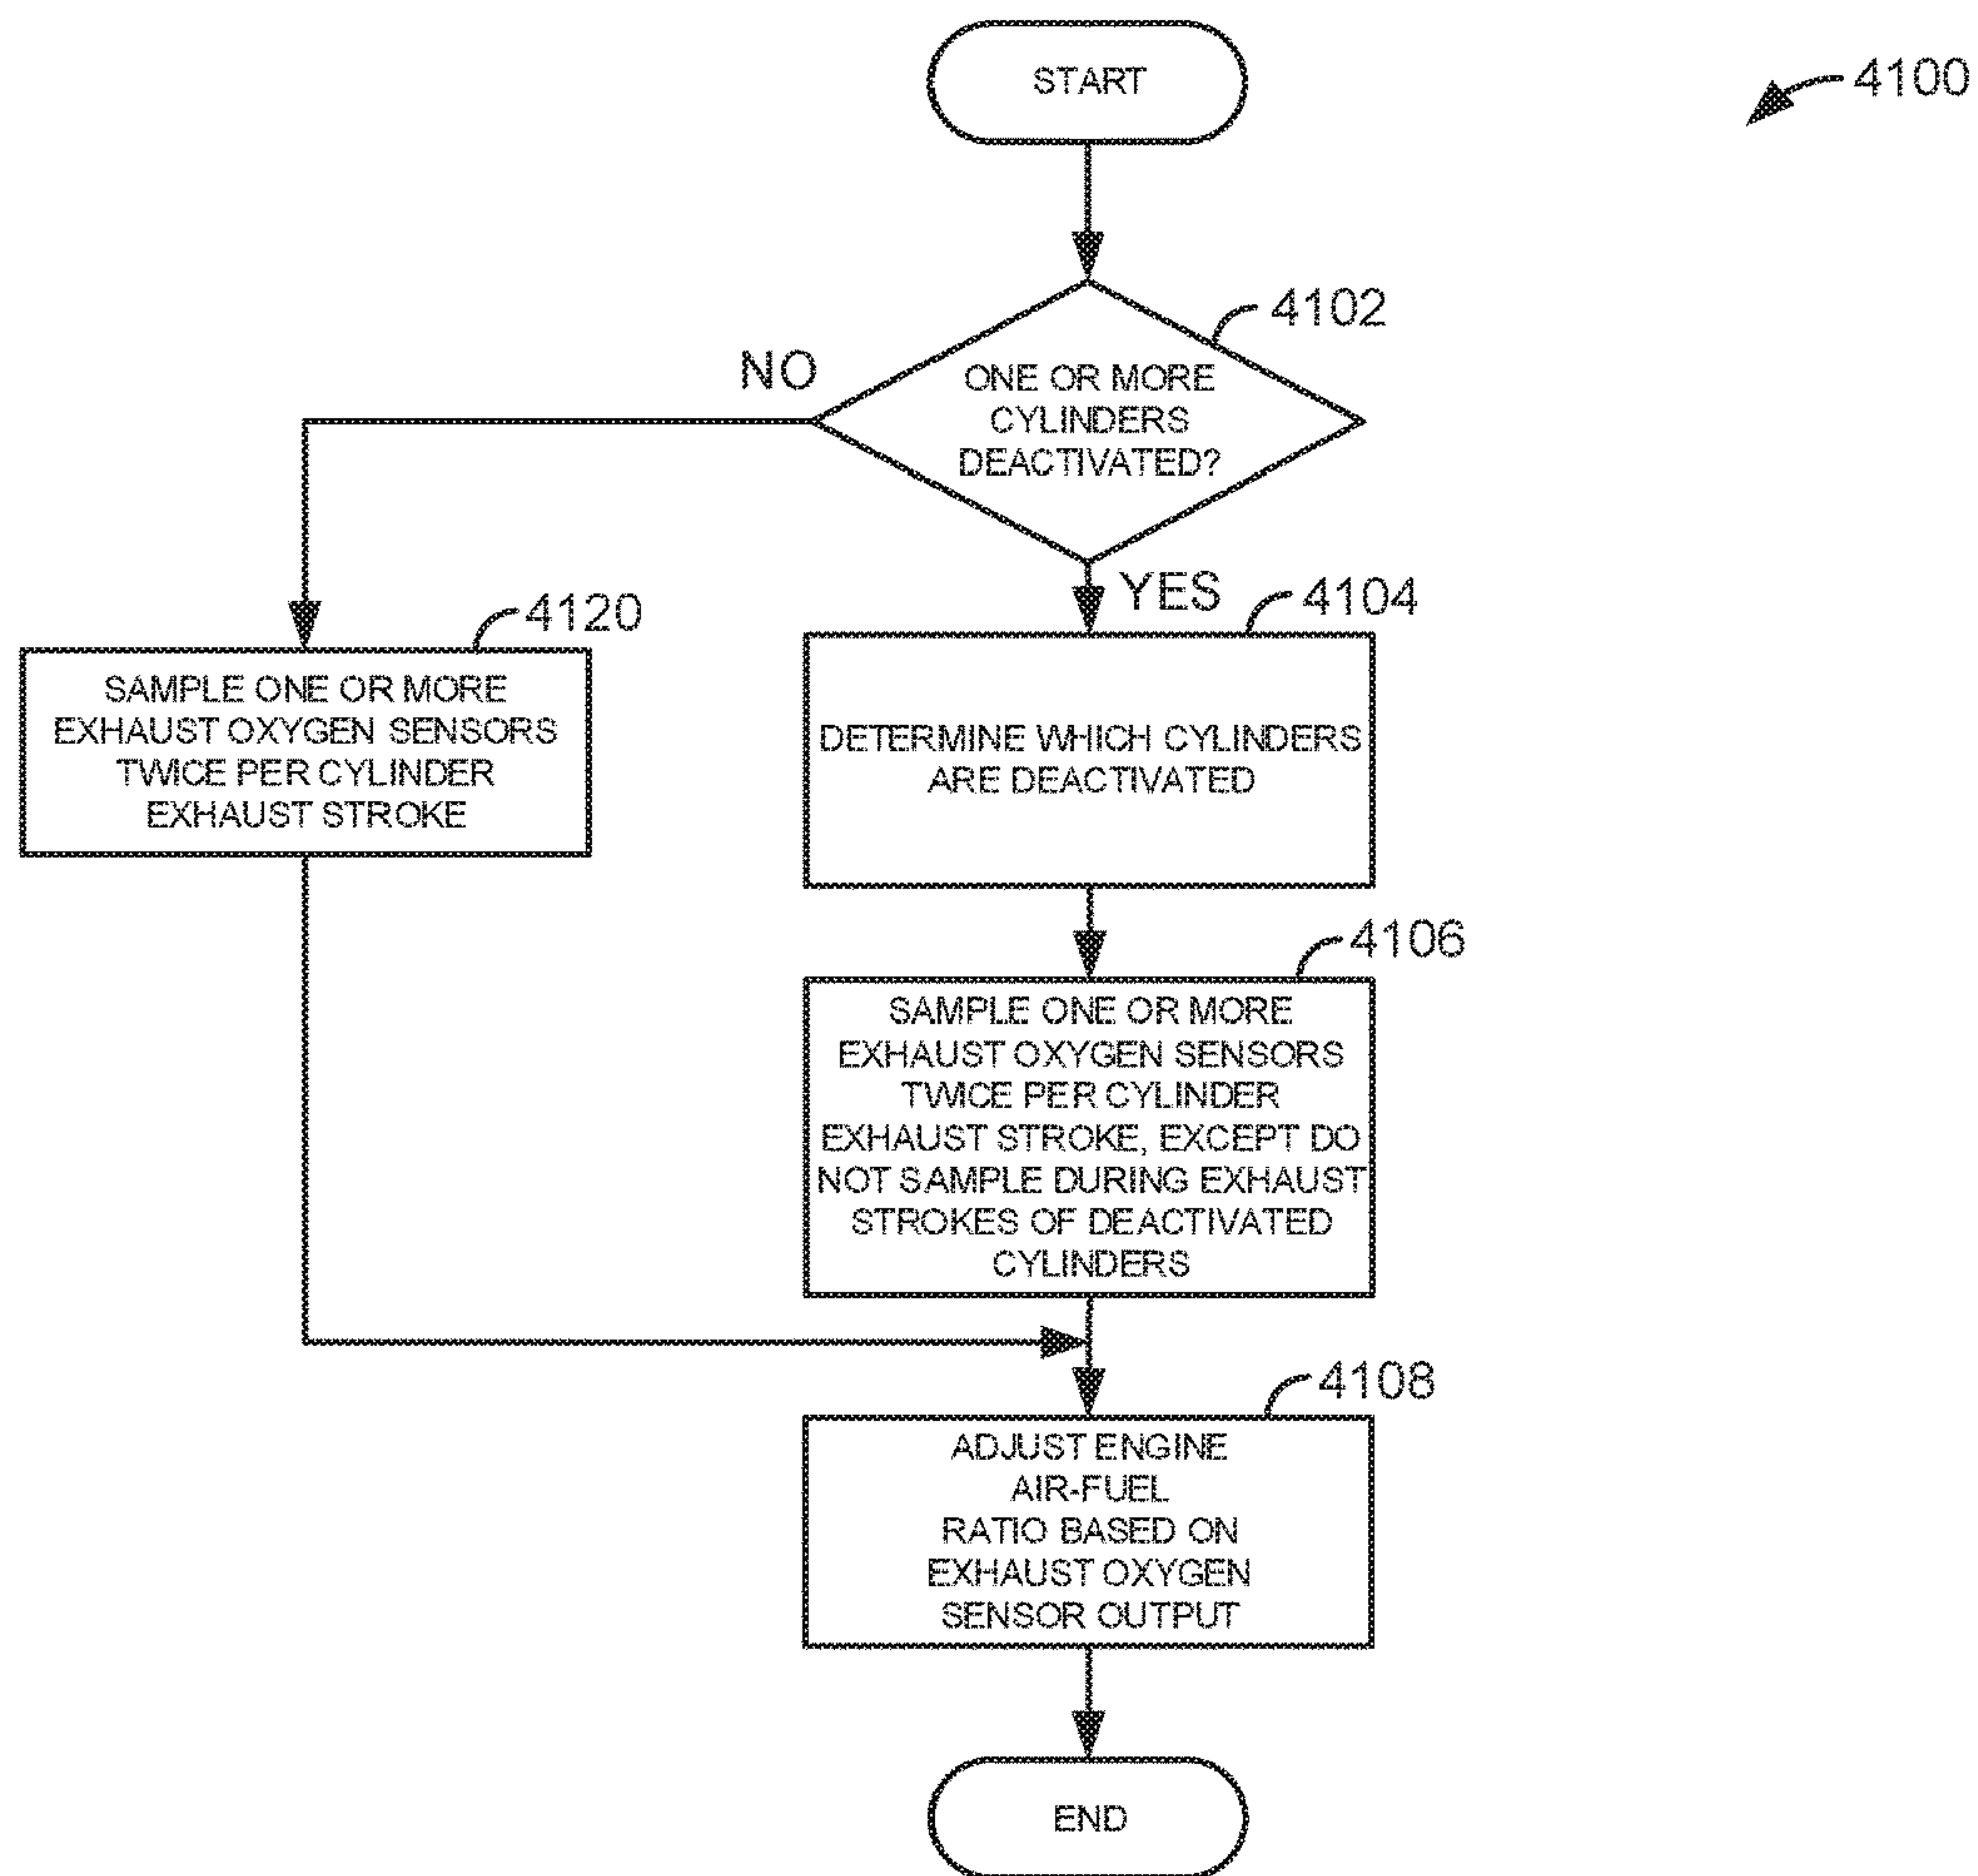 START
4100
4102
NO
ONE OR MORE
CYLINDERS
DEACTIVATED?
YES
4104
4120
SAMPLE ONE OR MORE
EXHAUST OXYGEN SENSORS
TWICE PER CYLINDER
EXHAUST STROKE
DETERMINE WHICH CYLINDERS
ARE DEACTIVATED
4106
SAMPLE ONE OR MORE
EXHAUST OXYGEN SENSORS
TWICE PER CYLINDER
EXHAUST STROKE, EXCEPT DO
NOT SAMPLE DURING EXHAUST
STROKES OF DEACTIVATED
CYLINDERS
4108
ADJUST ENGINE
AIR-FUEL
RATIO BASED ON
EXHAUST OXYGEN
SENSOR OUTPUT
END